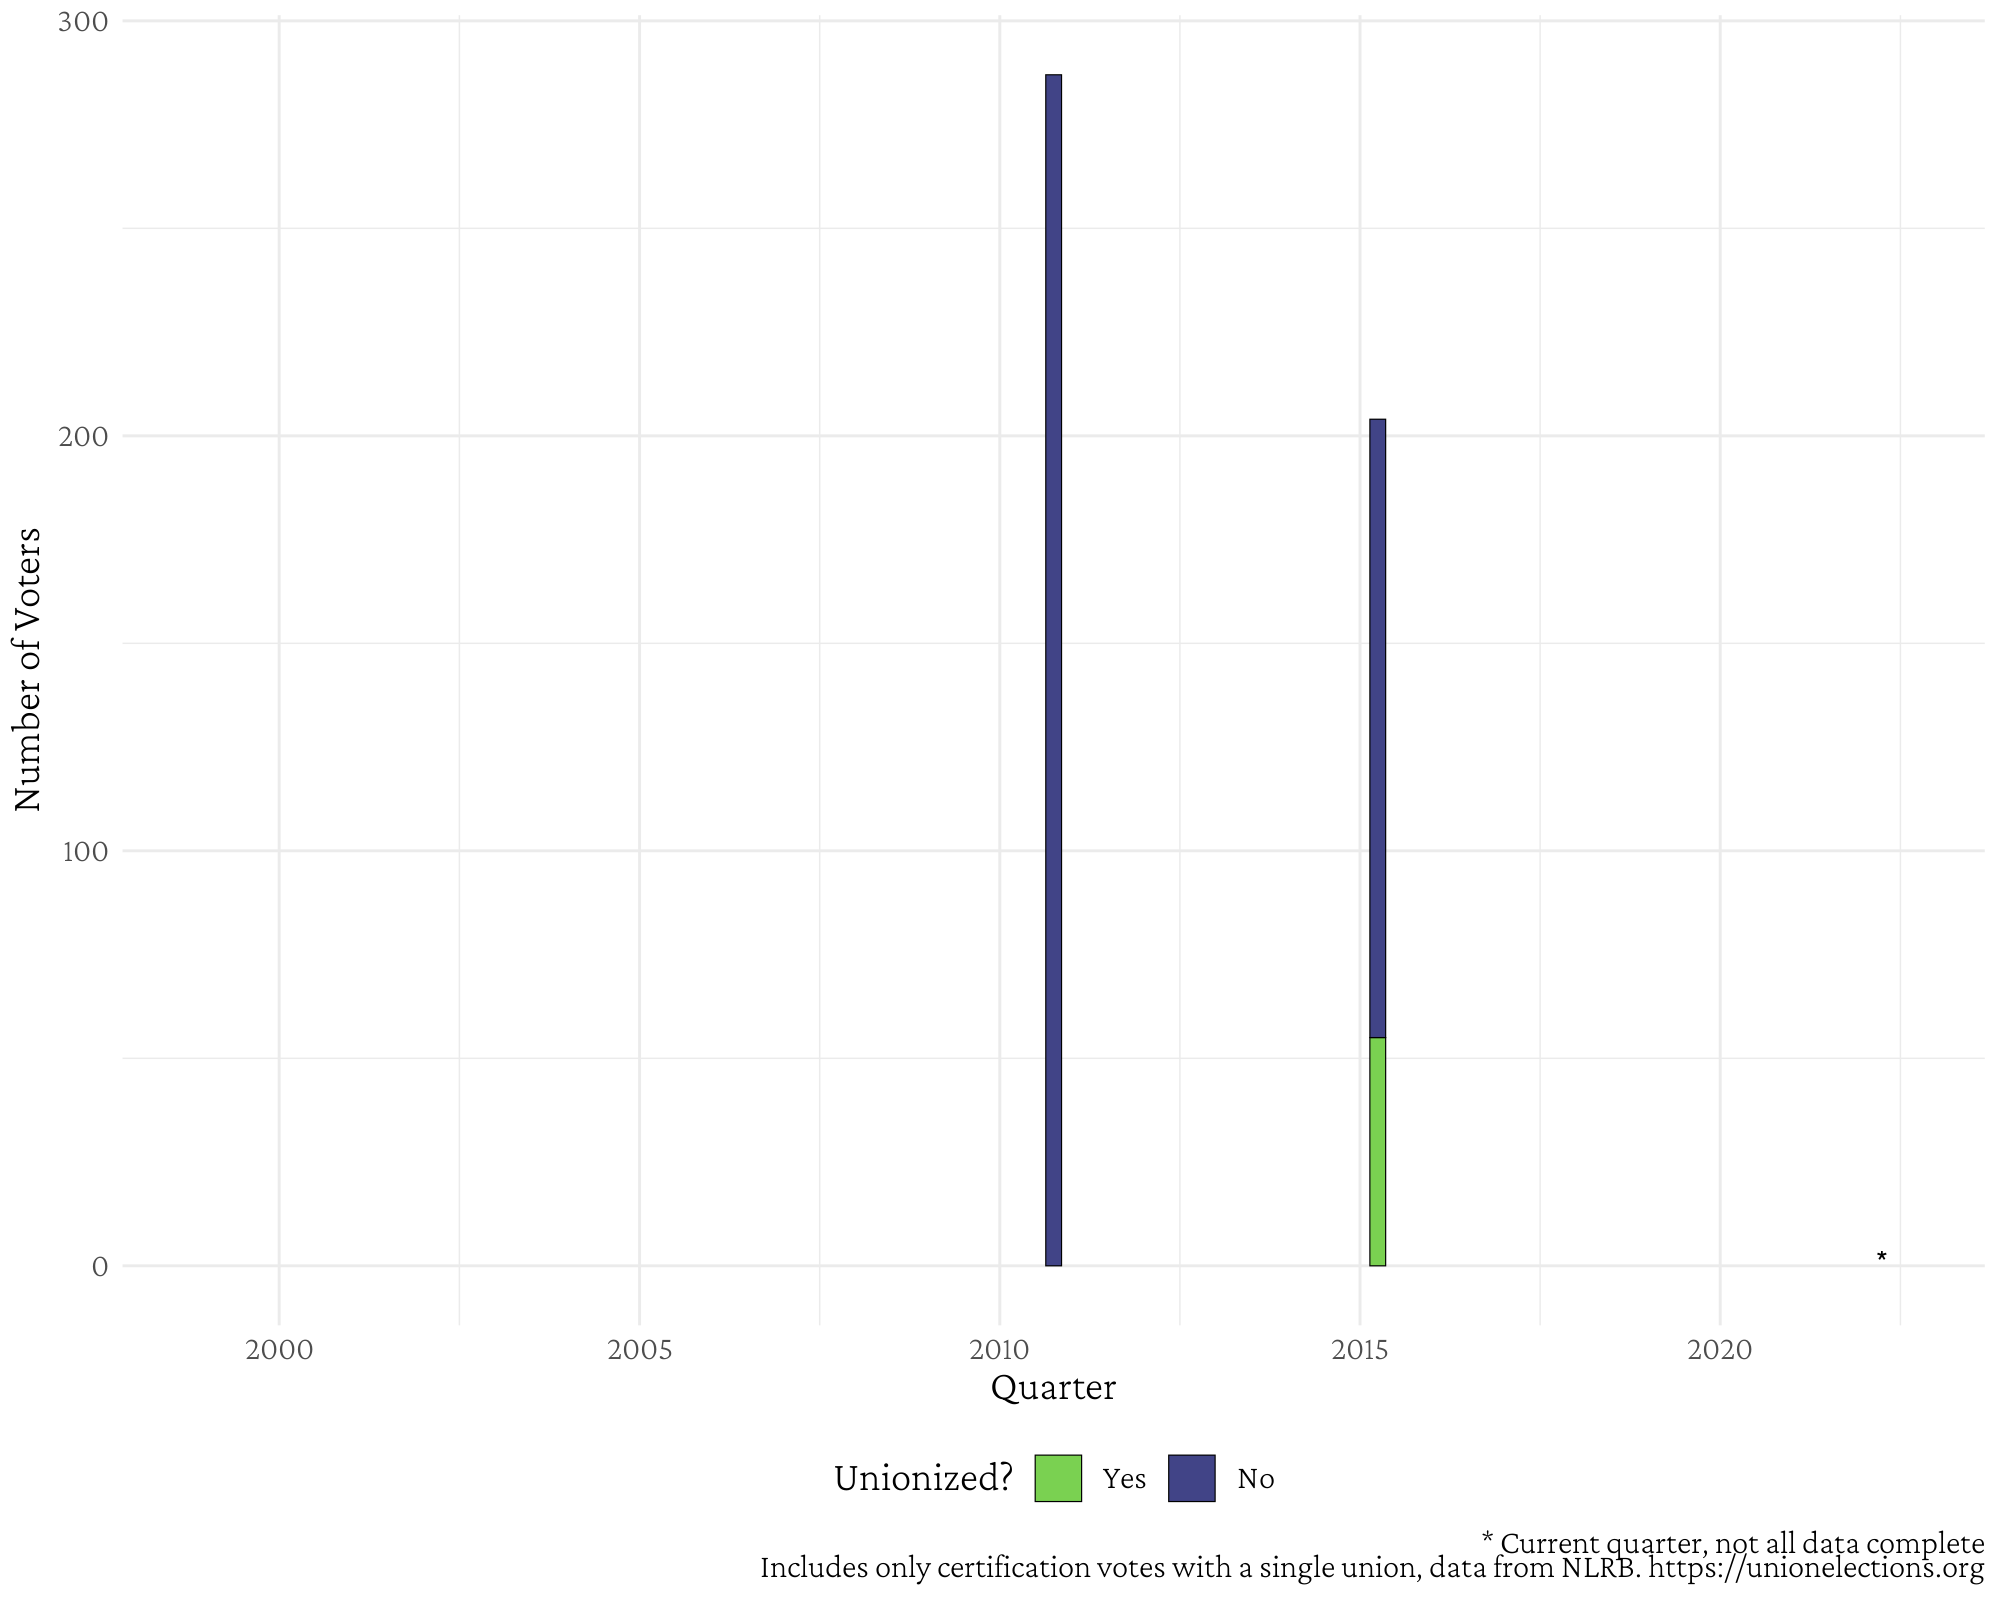 300
200
100
0
Number of Voters
*
2000 2005 2010 2015 2020
Quarter
Unionized? Yes No
* Current quarter, not all data complete
Includes only certification votes with a single union, data from NLRB. https://unionelections.org